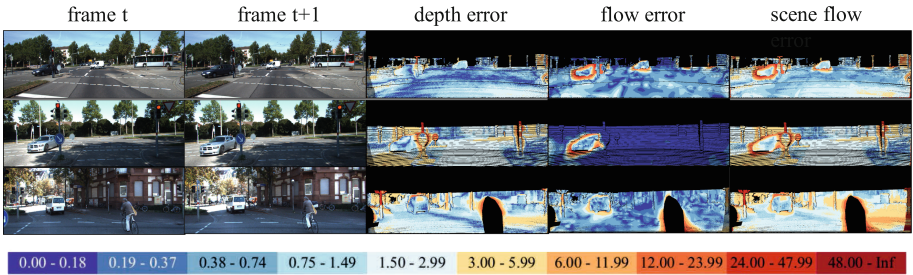 frame t frame t+1 depth error flow error scene flow
error
0.00 - 0.18 0.19 - 0.37 0.38 - 0.74 0.75 - 1.49 1.50 - 2.99 3.00 - 5.99 6.00 - 11.99 12.00 - 23.99 24.00 - 47.99 48.00 - Inf